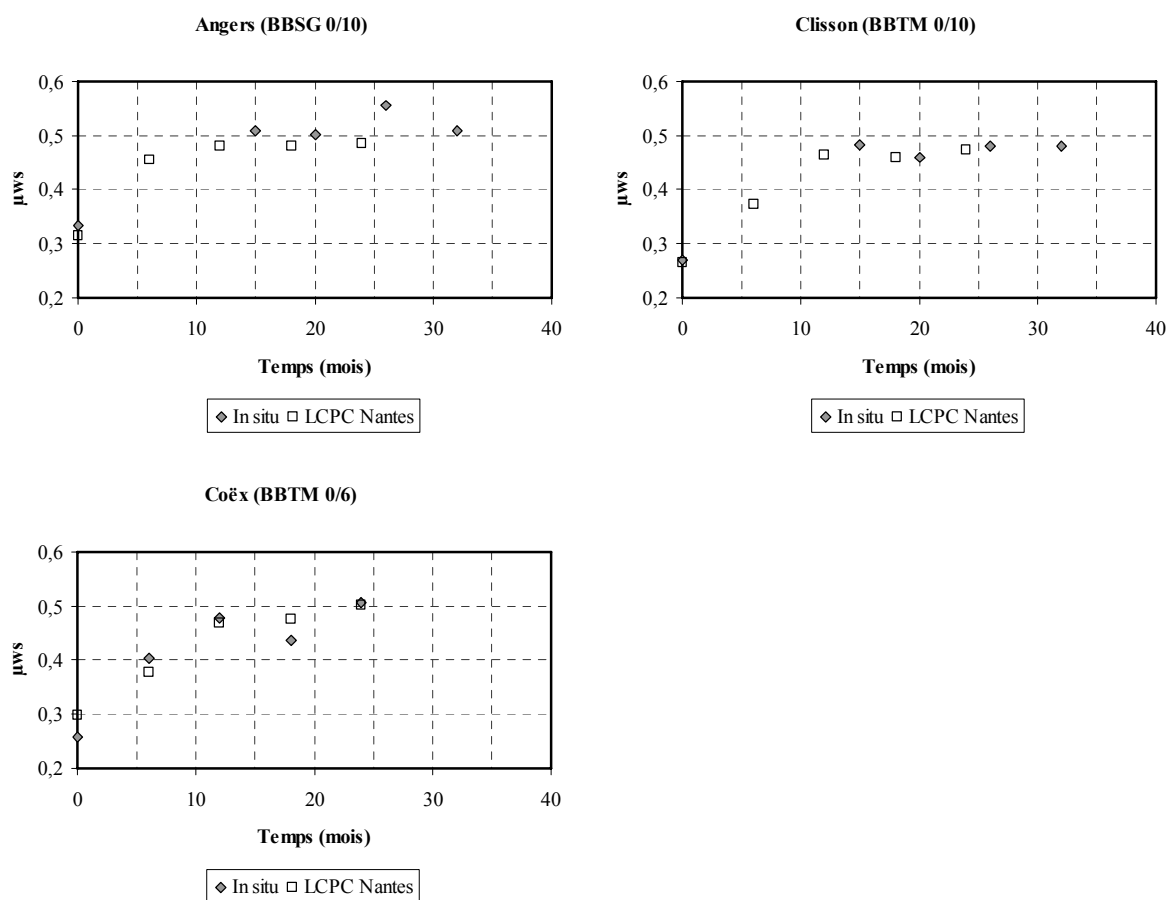 Angers (BBSG 0/10)
0,6
0,5
0,4
0,3
0,2
µws
0 10 20 30 40
Temps (mois)
In situ LCPC Nantes
Clisson (BBTM 0/10)
0,6
0,5
0,4
0,3
0,2
µws
0 10 20 30 40
Temps (mois)
In situ LCPC Nantes
Coëx (BBTM 0/6)
0,6
0,5
0,4
0,3
0,2
µws
0 10 20 30 40
Temps (mois)
In situ LCPC Nantes